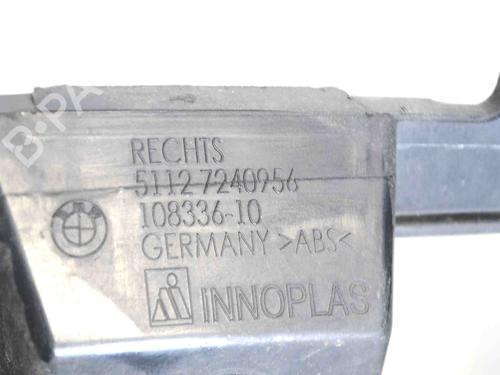 RECHTS
5112 7240956
108336-10
GERMANY >ABS<
INNOPLAS
B-PA